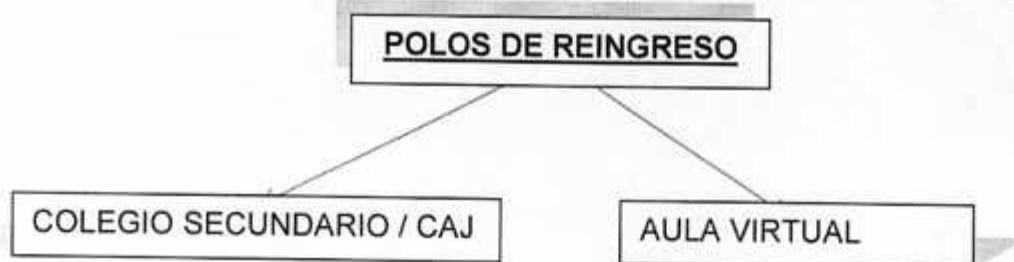 POLOS DE REINGRESO
COLEGIO SECUNDARIO / CAJ
AULA VIRTUAL